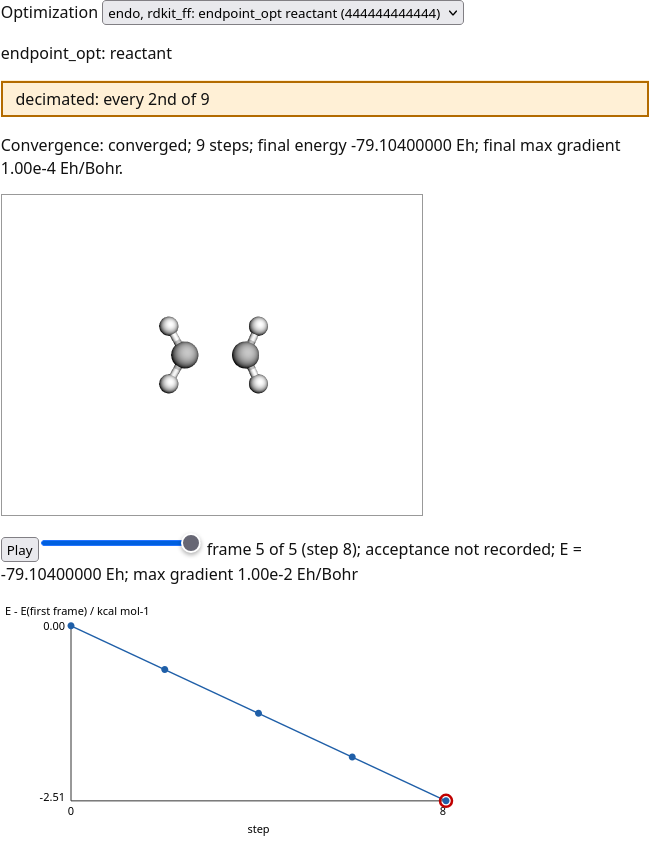 Optimization endo, rdkit_ff: endpoint_opt reactant (444444444444)
endpoint_opt: reactant
decimated: every 2nd of 9
Convergence: converged; 9 steps; final energy -79.10400000 Eh; final max gradient
1.00e-4 Eh/Bohr.
Play frame 5 of 5 (step 8); acceptance not recorded; E =
-79.10400000 Eh; max gradient 1.00e-2 Eh/Bohr
E - E(first frame) / kcal mol-1
0.00
-2.51
0 8
step